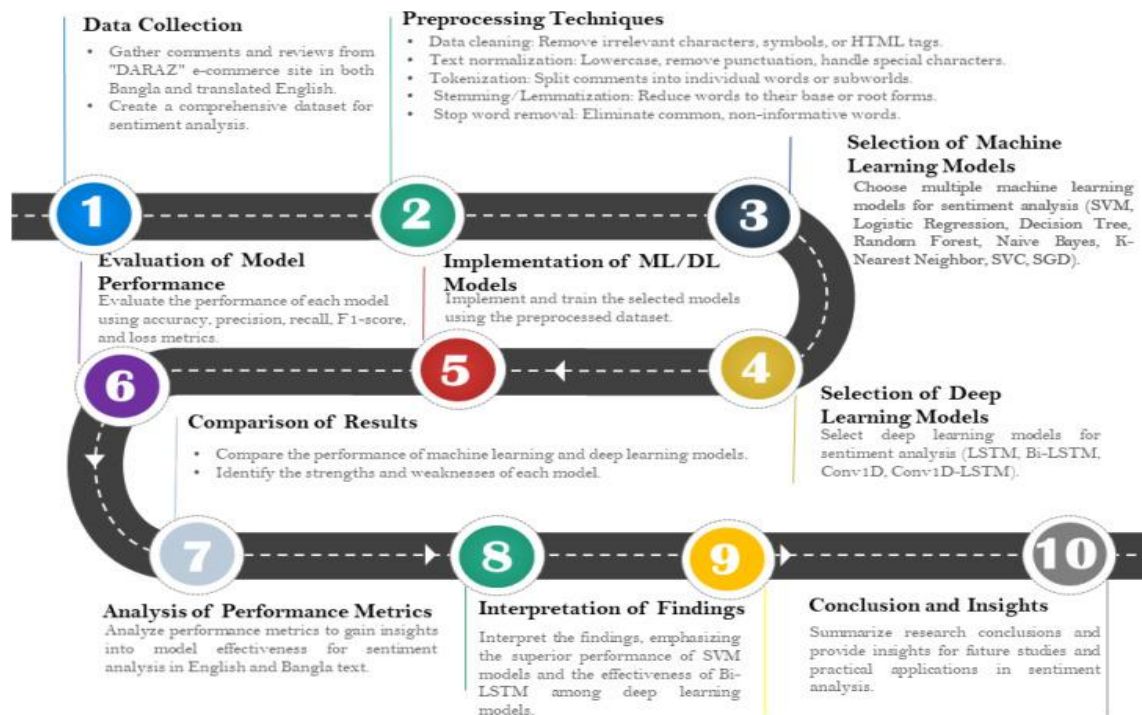 Data Collection
• Gather comments and reviews from
"DARAZ" e-commerce site in both
Bangla and translated English.
• Create a comprehensive dataset for
sentiment analysis.
Preprocessing Techniques
• Data cleaning: Remove irrelevant characters, symbols, or HTML tags.
• Text normalization: Lowercase, remove punctuation, handle special characters.
• Tokenization: Split comments into individual words or subworlds.
• Stemming/Lemmatization: Reduce words to their base or root forms.
• Stop word removal: Eliminate common, non-informative words.
Selection of Machine
Learning Models
Choose multiple machine learning
models for sentiment analysis (SVM,
Logistic Regression, Decision Tree,
Random Forest, Naive Bayes, K-
Nearest Neighbor, SVC, SGD).
1
2
3
Evaluation of Model
Performance
Evaluate the performance of each model
using accuracy, precision, recall, F1-score,
and loss metrics.
Implementation of ML/DL
Models
Implement and train the selected models
using the preprocessed dataset.
6
5
4
Selection of Deep
Learning Models
Select deep learning models for
sentiment analysis (LSTM, Bi-LSTM,
Conv1D, Conv1D-LSTM).
Comparison of Results
• Compare the performance of machine learning and deep learning models.
• Identify the strengths and weaknesses of each model.
7
8
9
10
Analysis of Performance Metrics
Analyze performance metrics to gain insights
into model effectiveness for sentiment
analysis in English and Bangla text.
Interpretation of Findings
Interpret the findings, emphasizing
the superior performance of SVM
models and the effectiveness of Bi-
LSTM among deep learning
models.
Conclusion and Insights
Summarize research conclusions and
provide insights for future studies and
practical applications in sentiment
analysis.